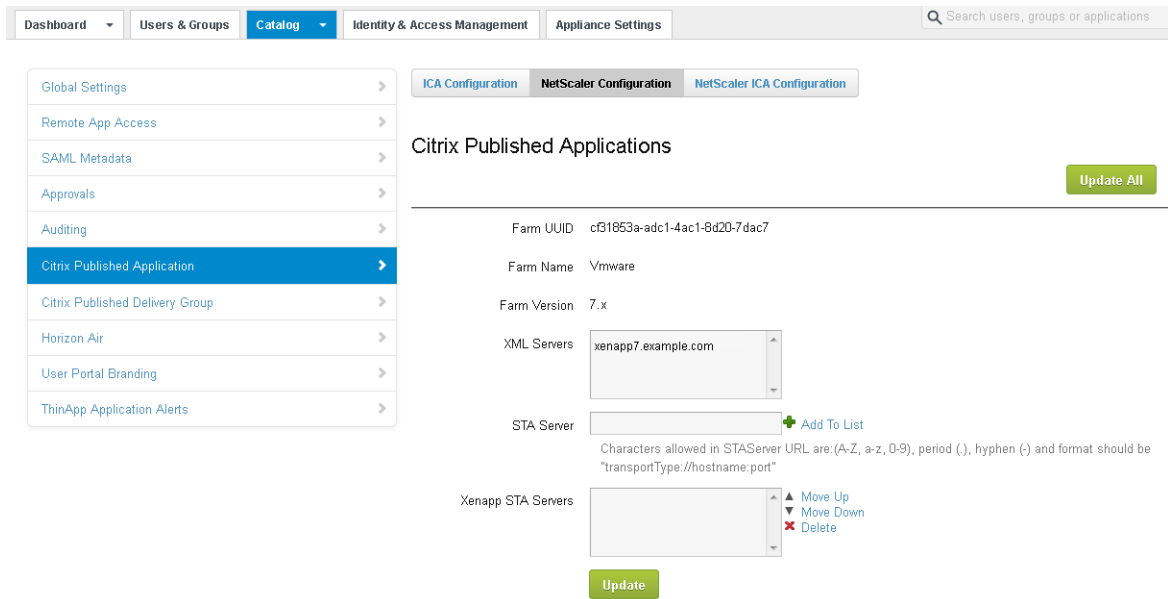 Dashboard Users & Groups Catalog Identity & Access Management Appliance Settings Search users, groups or applications
Global Settings
Remote App Access
SAML Metadata
Approvals
Auditing
Citrix Published Application
Citrix Published Delivery Group
Horizon Air
User Portal Branding
ThinApp Application Alerts
ICA Configuration NetScaler Configuration NetScaler ICA Configuration
Citrix Published Applications
Update All
Farm UUID cf31853a-adc1-4ac1-8d20-7dac7
Farm Name Vmware
Farm Version 7.x
XML Servers xenapp7.example.com
STA Server Add To List
Characters allowed in STAServer URL are:(A-Z, a-z, 0-9), period (.), hyphen (-) and format should be
"transportType://hostname:port"
Xenapp STA Servers Move Up
Move Down
Delete
Update